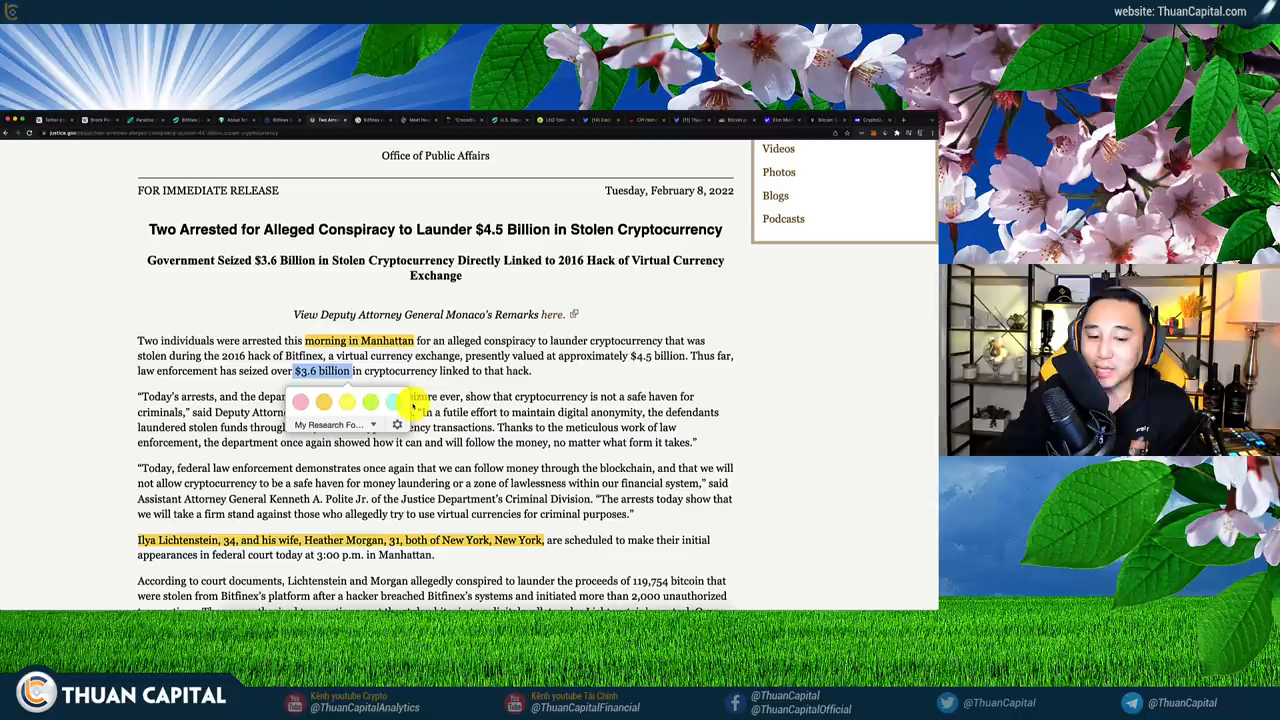 website: ThuanCapital.com
Office of Public Affairs
FOR IMMEDIATE RELEASE
Tuesday, February 8, 2022
Two Arrested for Alleged Conspiracy to Launder $4.5 Billion in Stolen Cryptocurrency
Government Seized $3.6 Billion in Stolen Cryptocurrency Directly Linked to 2016 Hack of Virtual Currency
Exchange
View Deputy Attorney General Monaco's Remarks here.
Two individuals were arrested this morning in Manhattan for an alleged conspiracy to launder cryptocurrency that was
stolen during the 2016 hack of Bitfinex, a virtual currency exchange, presently valued at approximately $4.5 billion. Thus far,
law enforcement has seized over $3.6 billion in cryptocurrency linked to that hack.
“Today’s arrests, and the depar ure ever, show that cryptocurrency is not a safe haven for
criminals,” said Deputy Attorne “In a futile effort to maintain digital anonymity, the defendants
laundered stolen funds through ency transactions. Thanks to the meticulous work of law
enforcement, the department once again showed how it can and will follow the money, no matter what form it takes.”
“Today, federal law enforcement demonstrates once again that we can follow money through the blockchain, and that we will
not allow cryptocurrency to be a safe haven for money laundering or a zone of lawlessness within our financial system,” said
Assistant Attorney General Kenneth A. Polite Jr. of the Justice Department’s Criminal Division. “The arrests today show that
we will take a firm stand against those who allegedly try to use virtual currencies for criminal purposes.”
Ilya Lichtenstein, 34, and his wife, Heather Morgan, 31, both of New York, New York, are scheduled to make their initial
appearances in federal court today at 3:00 p.m. in Manhattan.
According to court documents, Lichtenstein and Morgan allegedly conspired to launder the proceeds of 119,754 bitcoin that
were stolen from Bitfinex’s platform after a hacker breached Bitfinex’s systems and initiated more than 2,000 unauthorized
My Research Fo...
Videos
Photos
Blogs
Podcasts
THUAN CAPITAL
Kênh youtube Crypto
@ThuanCapitalAnalytics
Kênh youtube Tài Chính
@ThuanCapitalFinancial
@ThuanCapital
@ThuanCapitalOfficial
@ThuanCapital
@ThuanCapital